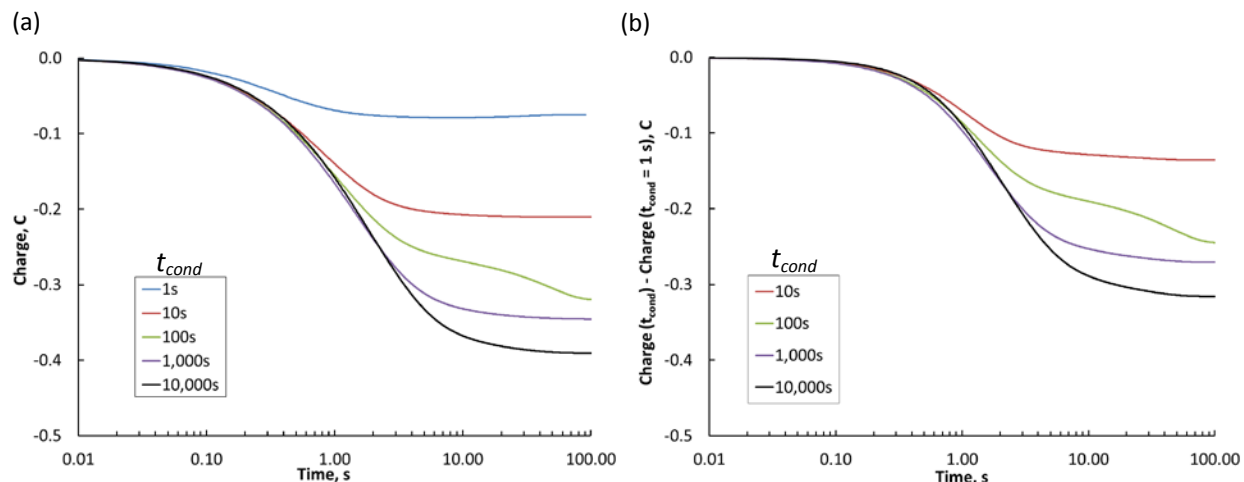 (a)
0.0
-0.1
-0.2
-0.3
-0.4
-0.5
Charge, C
0.01
0.10
1.00
10.00
100.00
Time, s
t_cond
1s
10s
100s
1,000s
10,000s
(b)
0.0
-0.1
-0.2
-0.3
-0.4
-0.5
Charge (t_cond) - Charge (t_cond = 1 s), C
0.01
0.10
1.00
10.00
100.00
Time, s
t_cond
10s
100s
1,000s
10,000s